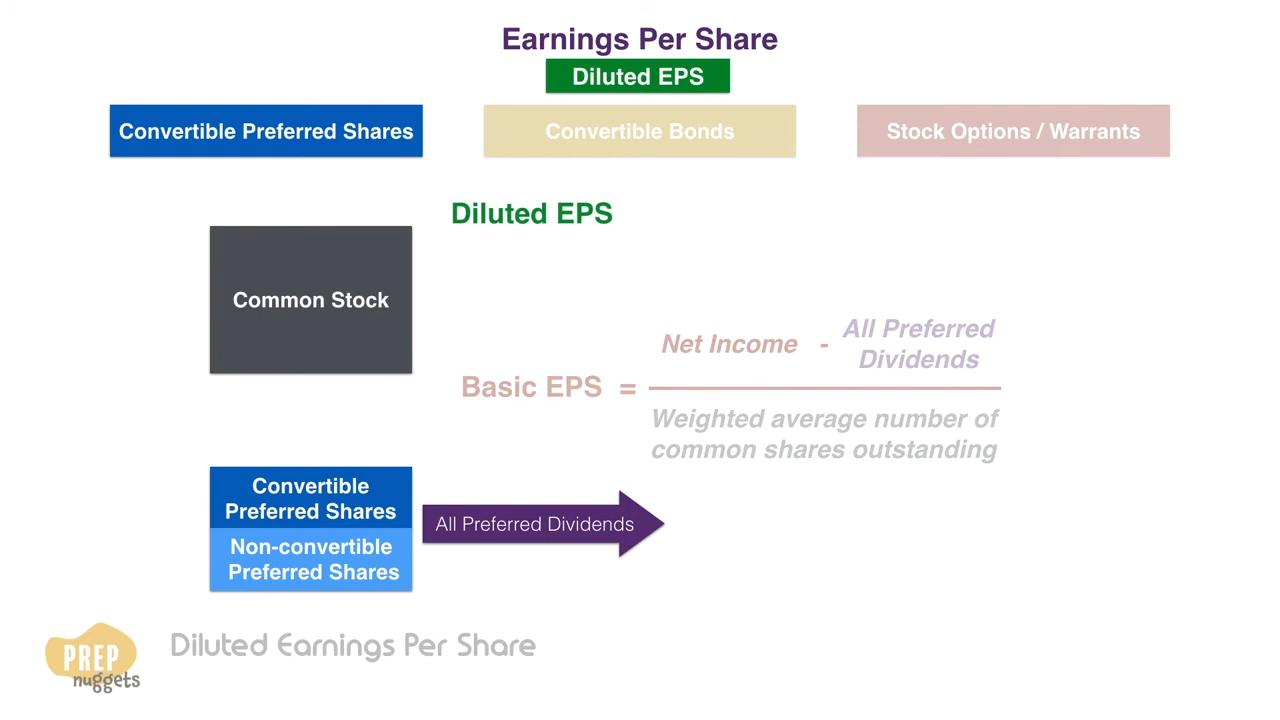 Earnings Per Share
Diluted EPS
Convertible Preferred Shares
Convertible Bonds
Stock Options / Warrants
Diluted EPS
Common Stock
Basic EPS =
Net Income - All Preferred
Dividends
Weighted average number of
common shares outstanding
Convertible
Preferred Shares
Non-convertible
Preferred Shares
All Preferred Dividends
PREP
nuggets
Diluted Earnings Per Share